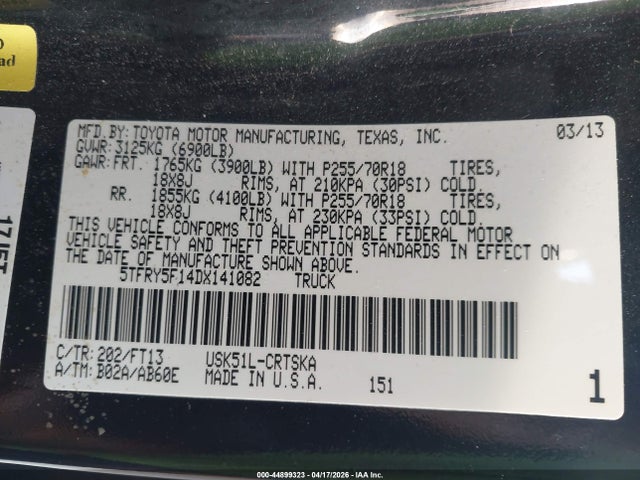 ad
17JET
MFD.BY:TOYOTA MOTOR MANUFACTURING, TEXAS, INC. 03/13
GVWR:3125KG (6900LB)
GAWR:FRT. 1765KG (3900LB) WITH P255/70R18 TIRES,
18X8J RIMS, AT 210KPA (30PSI) COLD.
RR. 1855KG (4100LB) WITH P255/70R18 TIRES,
18X8J RIMS, AT 230KPA (33PSI) COLD.
THIS VEHICLE CONFORMS TO ALL APPLICABLE FEDERAL MOTOR
VEHICLE SAFETY AND THEFT PREVENTION STANDARDS IN EFFECT ON
THE DATE OF MANUFACTURE SHOWN ABOVE.
5TFRY5F14DX141082 TRUCK
C/TR:202/FT13 USK51L-CRTSKA
A/TM:B02A/AB60E MADE IN U.S.A. 151 1
000-44899323 - 04/17/2026 - IAA Inc.